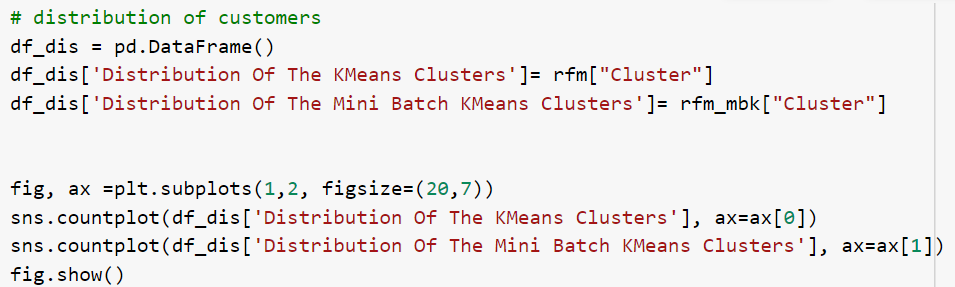 # distribution of customers
df_dis = pd.DataFrame()
df_dis['Distribution Of The KMeans Clusters']= rfm["Cluster"]
df_dis['Distribution Of The Mini Batch KMeans Clusters']= rfm_mbk["Cluster"]
fig, ax =plt.subplots(1,2, figsize=(20,7))
sns.countplot(df_dis['Distribution Of The KMeans Clusters'], ax=ax[0])
sns.countplot(df_dis['Distribution Of The Mini Batch KMeans Clusters'], ax=ax[1])
fig.show()